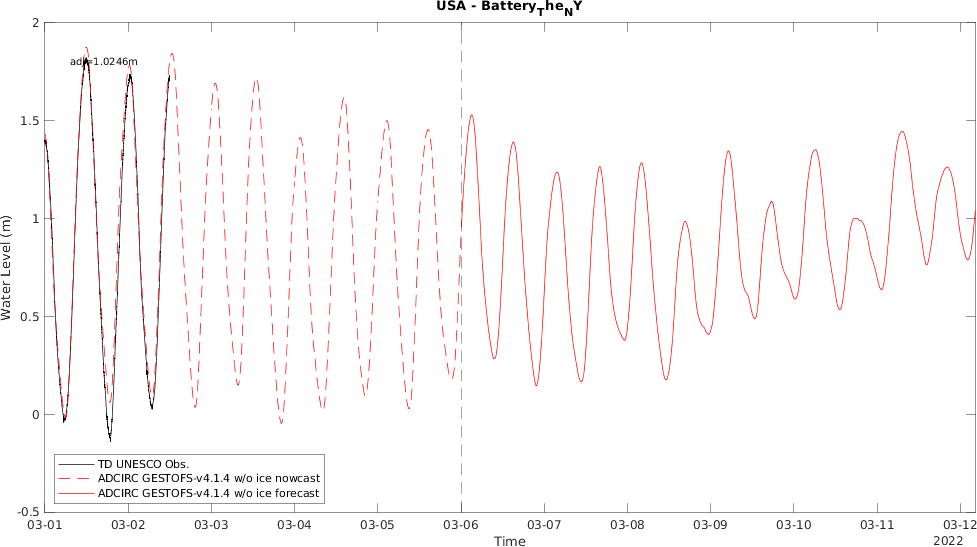 USA - Battery_The_NY
adj=1.0246m
2
1.5
1
0.5
0
-0.5
Water Level (m)
TD UNESCO Obs.
ADCIRC GESTOFS-v4.1.4 w/o ice nowcast
ADCIRC GESTOFS-v4.1.4 w/o ice forecast
03-01 03-02 03-03 03-04 03-05 03-06 03-07 03-08 03-09 03-10 03-11 03-12
Time
2022